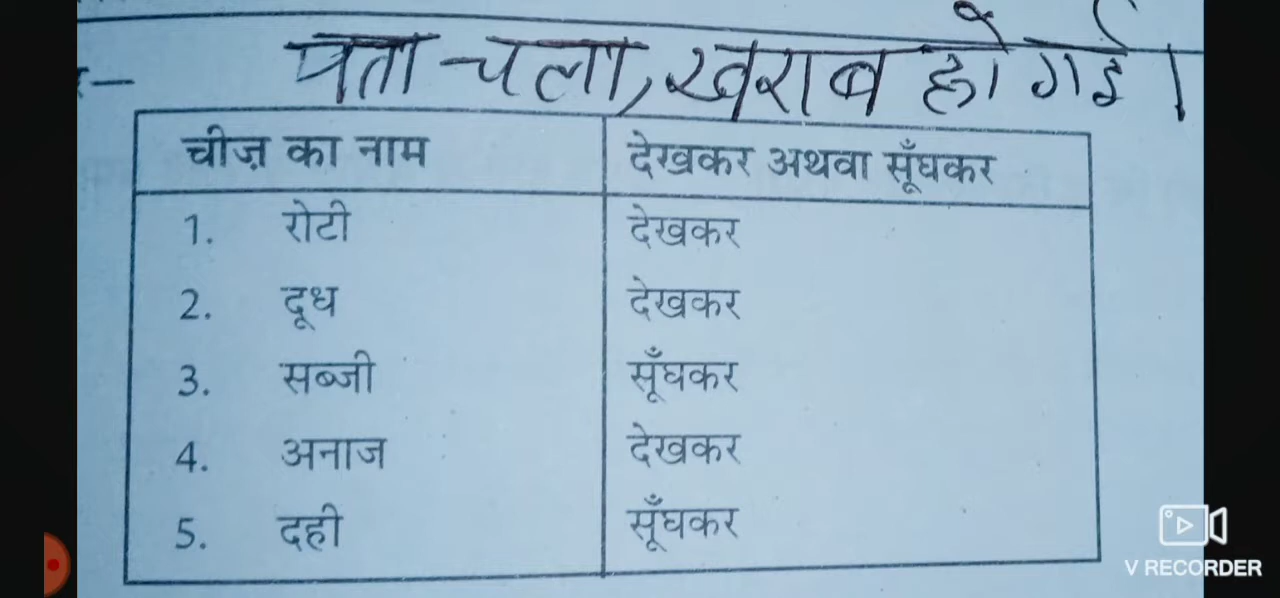 पता चला, खराब हो गई।
चीज़ का नाम देखकर अथवा सूँघकर
1. रोटी देखकर
2. दूध देखकर
3. सब्जी सूँघकर
4. अनाज देखकर
5. दही सूँघकर
V RECORDER